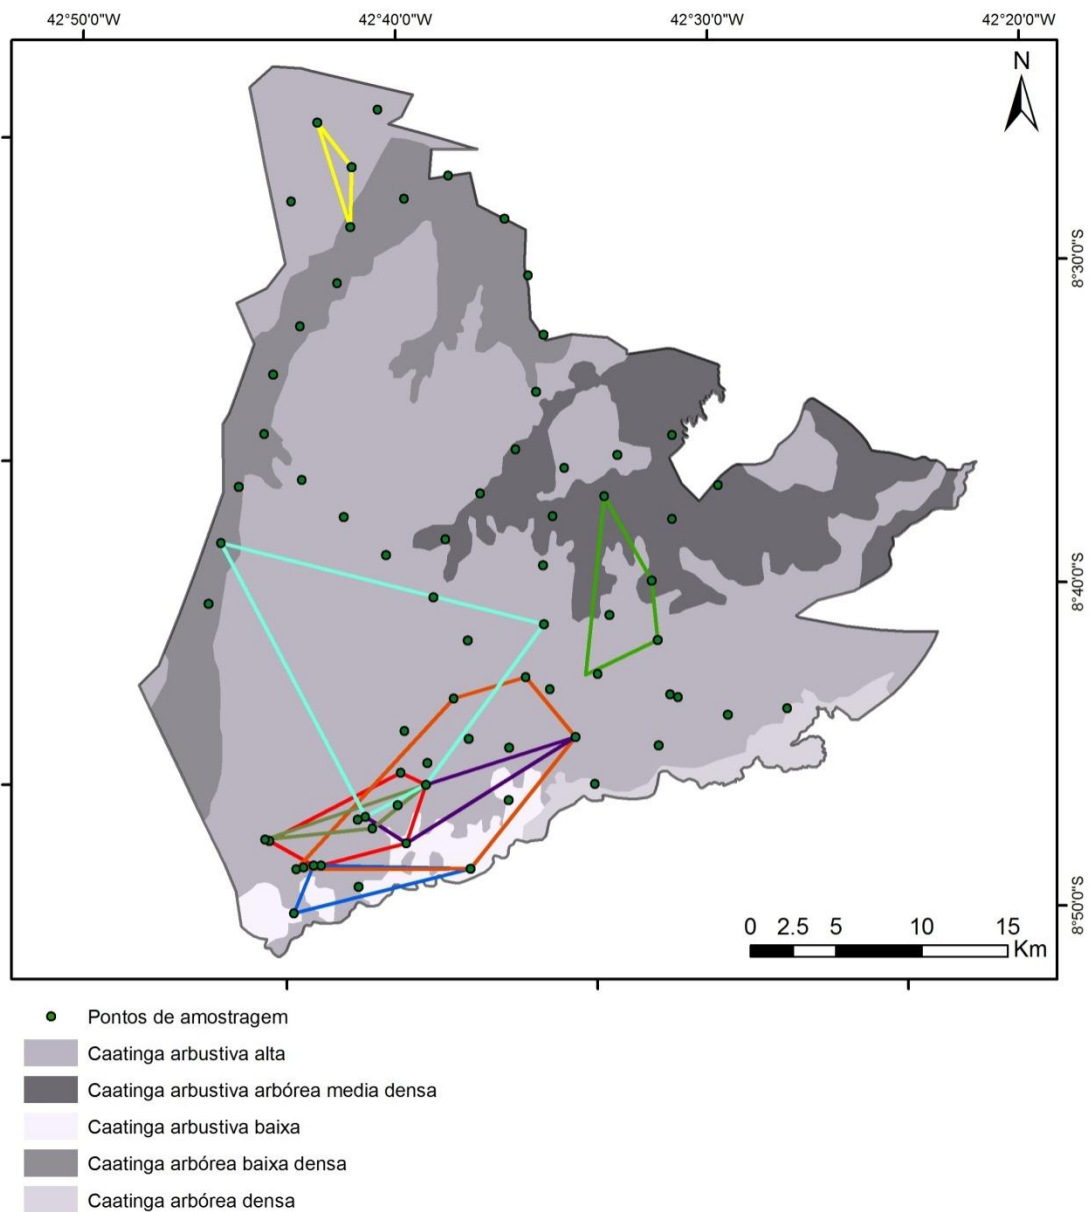 42°50'0"W 42°40'0"W 42°30'0"W 42°20'0"W
N
8°30'0"S
8°40'0"S
8°50'0"S
0 2.5 5 10 15
Km
Pontos de amostragem
Caatinga arbustiva alta
Caatinga arbustiva arbórea media densa
Caatinga arbustiva baixa
Caatinga arbórea baixa densa
Caatinga arbórea densa